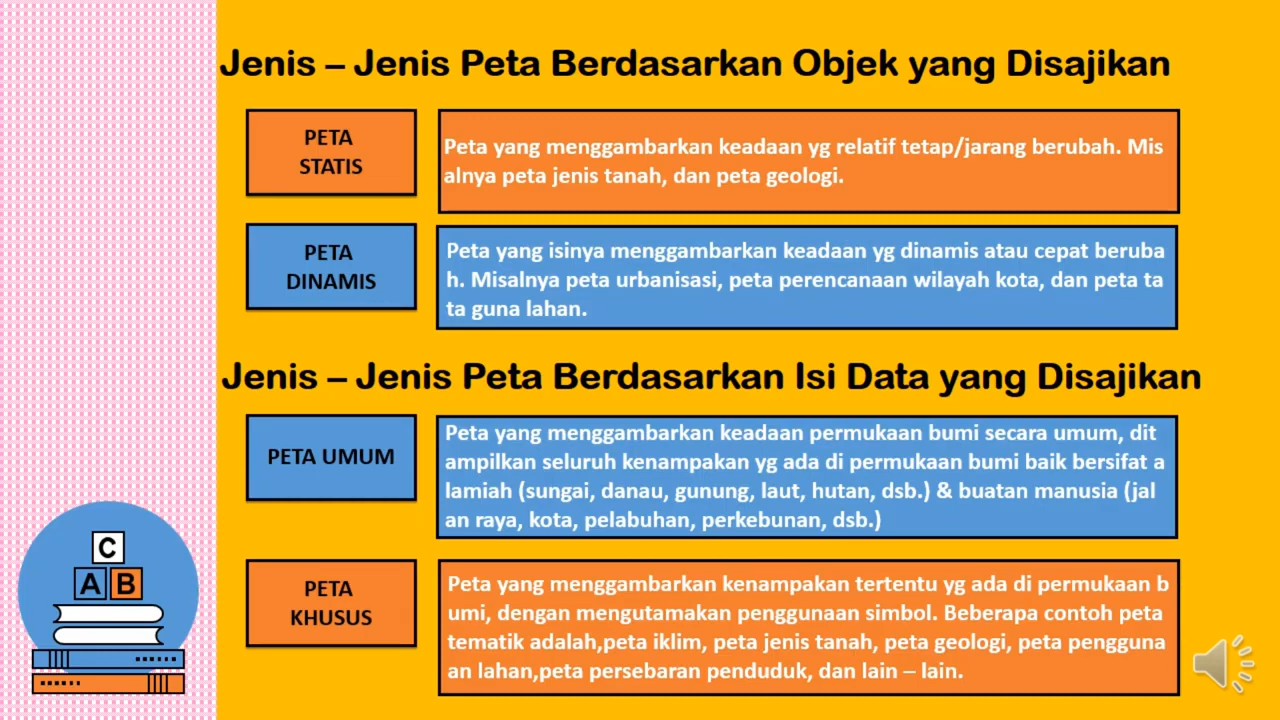 Jenis – Jenis Peta Berdasarkan Objek yang Disajikan
PETA
STATIS
Peta yang menggambarkan keadaan yg relatif tetap/jarang berubah. Mis
alnya peta jenis tanah, dan peta geologi.
PETA
DINAMIS
Peta yang isinya menggambarkan keadaan yg dinamis atau cepat beruba
h. Misalnya peta urbanisasi, peta perencanaan wilayah kota, dan peta ta
ta guna lahan.
Jenis – Jenis Peta Berdasarkan Isi Data yang Disajikan
PETA UMUM
Peta yang menggambarkan keadaan permukaan bumi secara umum, dit
ampilkan seluruh kenampakan yg ada di permukaan bumi baik bersifat a
lamiah (sungai, danau, gunung, laut, hutan, dsb.) & buatan manusia (jal
an raya, kota, pelabuhan, perkebunan, dsb.)
PETA
KHUSUS
Peta yang menggambarkan kenampakan tertentu yg ada di permukaan b
umi, dengan mengutamakan penggunaan simbol. Beberapa contoh peta
tematik adalah,peta iklim, peta jenis tanah, peta geologi, peta pengguna
an lahan,peta persebaran penduduk, dan lain – lain.
C
A B